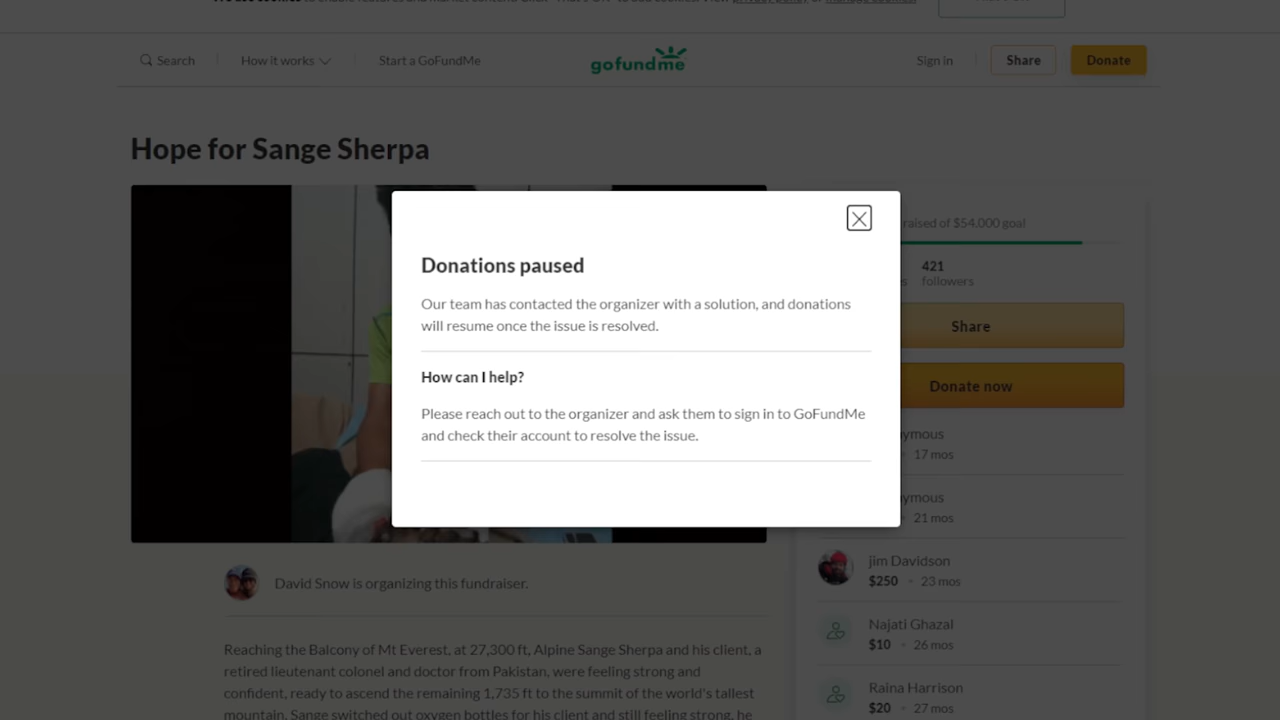 Search
How it works
Start a GoFundMe
gofundme
Sign in
Share
Donate
Hope for Sange Sherpa
raised of $54,000 goal
421
followers
Share
Donate now
Donations paused
Our team has contacted the organizer with a solution, and donations
will resume once the issue is resolved.
How can I help?
Please reach out to the organizer and ask them to sign in to GoFundMe
and check their account to resolve the issue.
17 mos
21 mos
jim Davidson
$250 • 23 mos
Najati Ghazal
$10 • 26 mos
Raina Harrison
$20 • 27 mos
David Snow is organizing this fundraiser.
Reaching the Balcony of Mt Everest, at 27,300 ft, Alpine Sange Sherpa and his client, a
retired lieutenant colonel and doctor from Pakistan, were feeling strong and
confident, ready to ascend the remaining 1,735 ft to the summit of the world's tallest
mountain. Sange switched out oxygen bottles for his client and still feeling strong, he